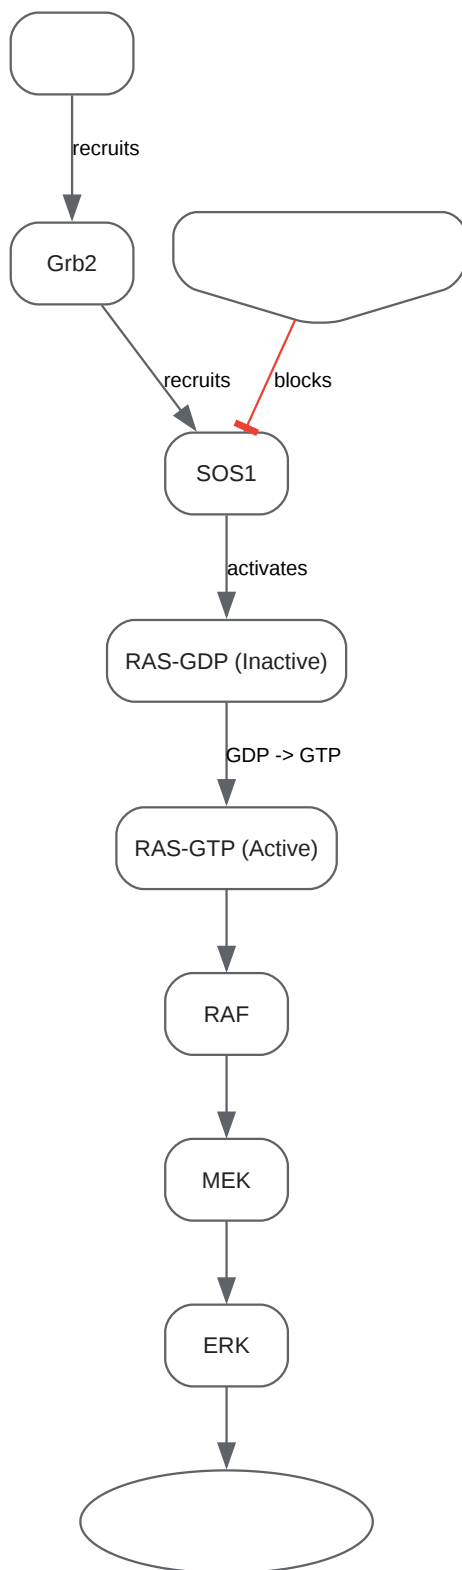 recruits
Grb2
recruits
blocks
SOS1
activates
RAS-GDP (Inactive)
GDP -> GTP
RAS-GTP (Active)
RAF
MEK
ERK